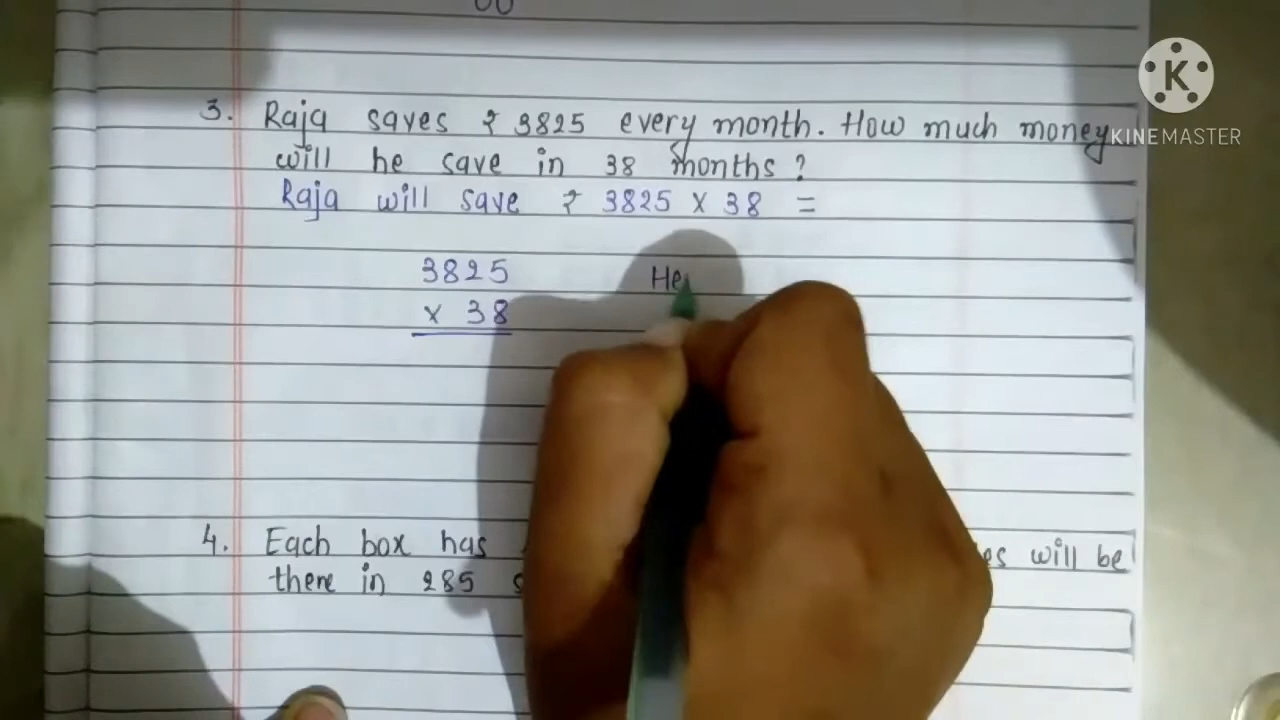 3. Raja saves ₹ 3825 every month. How much money
will he save in 38 months?
Raja will save ₹ 3825 x 38 =
3825
x 38
He
4. Each box has
will be
there in 285
K
KINEMASTER